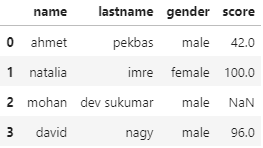 name lastname gender score
0 ahmet pekbas male 42.0
1 natalia imre female 100.0
2 mohan dev sukumar male NaN
3 david nagy male 96.0